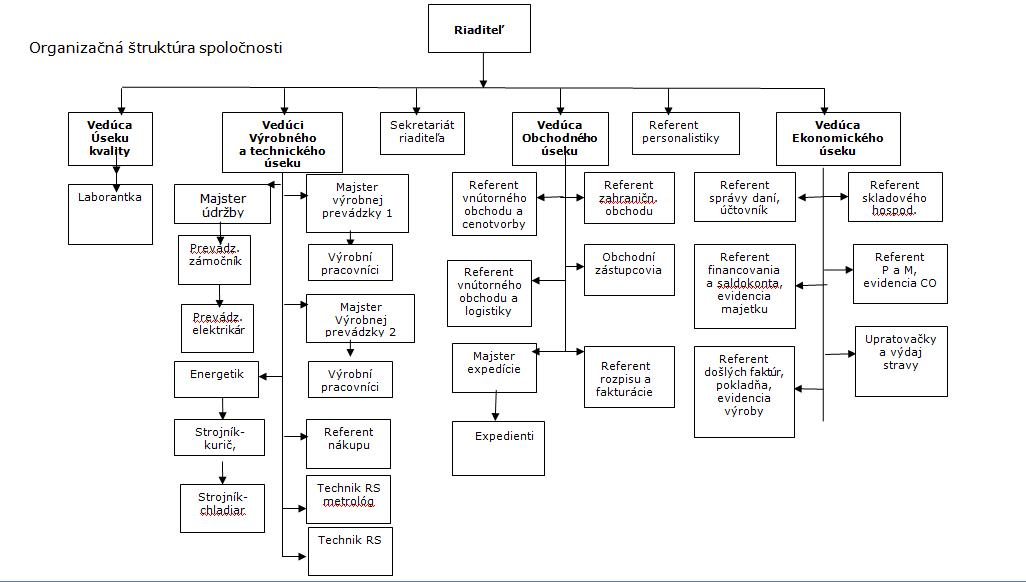 Riaditeľ
Organizačná štruktúra spoločnosti
Vedúca
Úseku
kvality
Vedúci
Výrobného
a technického
úseku
Sekretariát
riaditeľa
Vedúca
Obchodného
úseku
Referent
personalistiky
Vedúca
Ekonomického
úseku
Laborantka
Majster
údržby
Prevádz.
zámočník
Prevádz.
elektrikár
Energetik
Strojník-
kurič,
Strojník-
chladiar
Majster
výrobnej
prevádzky 1
Výrobní
pracovníci
Majster
Výrobnej
prevádzky 2
Výrobní
pracovníci
Referent
nákupu
Technik RS
metrológ
Technik RS
Referent
vnútorného
obchodu a
cenotvorby
Referent
vnútorného
obchodu a
logistiky
Majster
expedície
Expedienti
Referent
zahraničn.
obchodu
Obchodní
zástupcovia
Referent
rozpisu a
fakturácie
Referent
správy daní,
účtovník
Referent
financovania
a saldokonta,
evidencia
majetku
Referent
došlých faktúr,
pokladňa,
evidencia
výroby
Referent
skladového
hospod.
Referent
P a M,
evidencia CO
Upratovačky
a výdaj
stravy